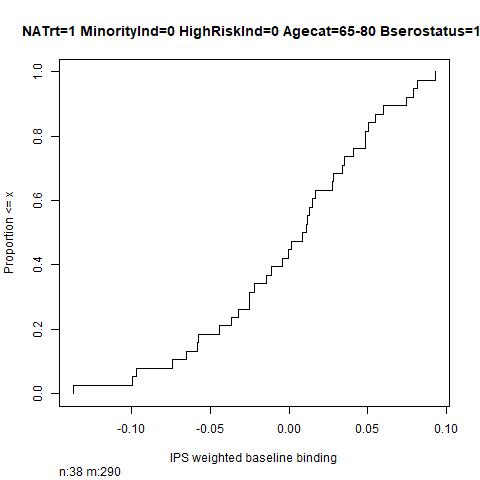 NATrt=1 MinorityInd=0 HighRiskInd=0 Agecat=65-80 Bserostatus=1
Proportion <= x
1.0
0.8
0.6
0.4
0.2
0.0
-0.10 -0.05 0.00 0.05 0.10
IPS weighted baseline binding
n:38 m:290